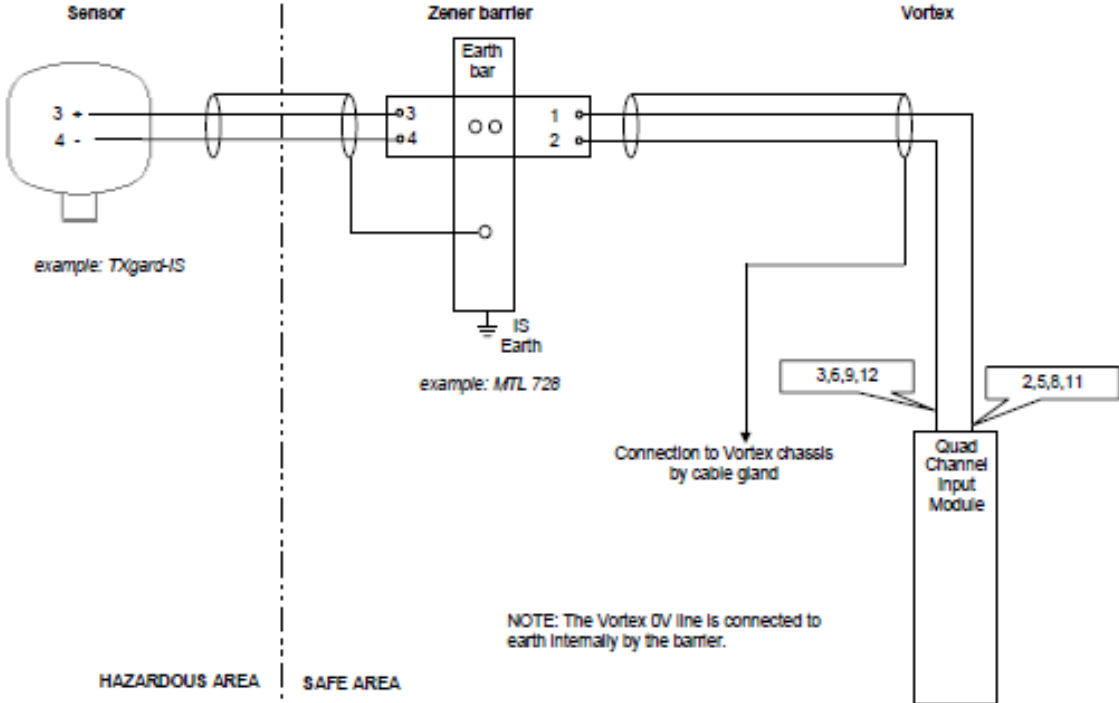 Sensor
Zener barrier
Vortex
Earth
bar
3 +
4 -
3
4
1
2
example: TXgard-IS
IS
Earth
example: MTL 728
3,6,9,12
2,5,8,11
Connection to Vortex chassis
by cable gland
Quad
Channel
Input
Module
NOTE: The Vortex 0V line is connected to
earth internally by the barrier.
HAZARDOUS AREA
SAFE AREA